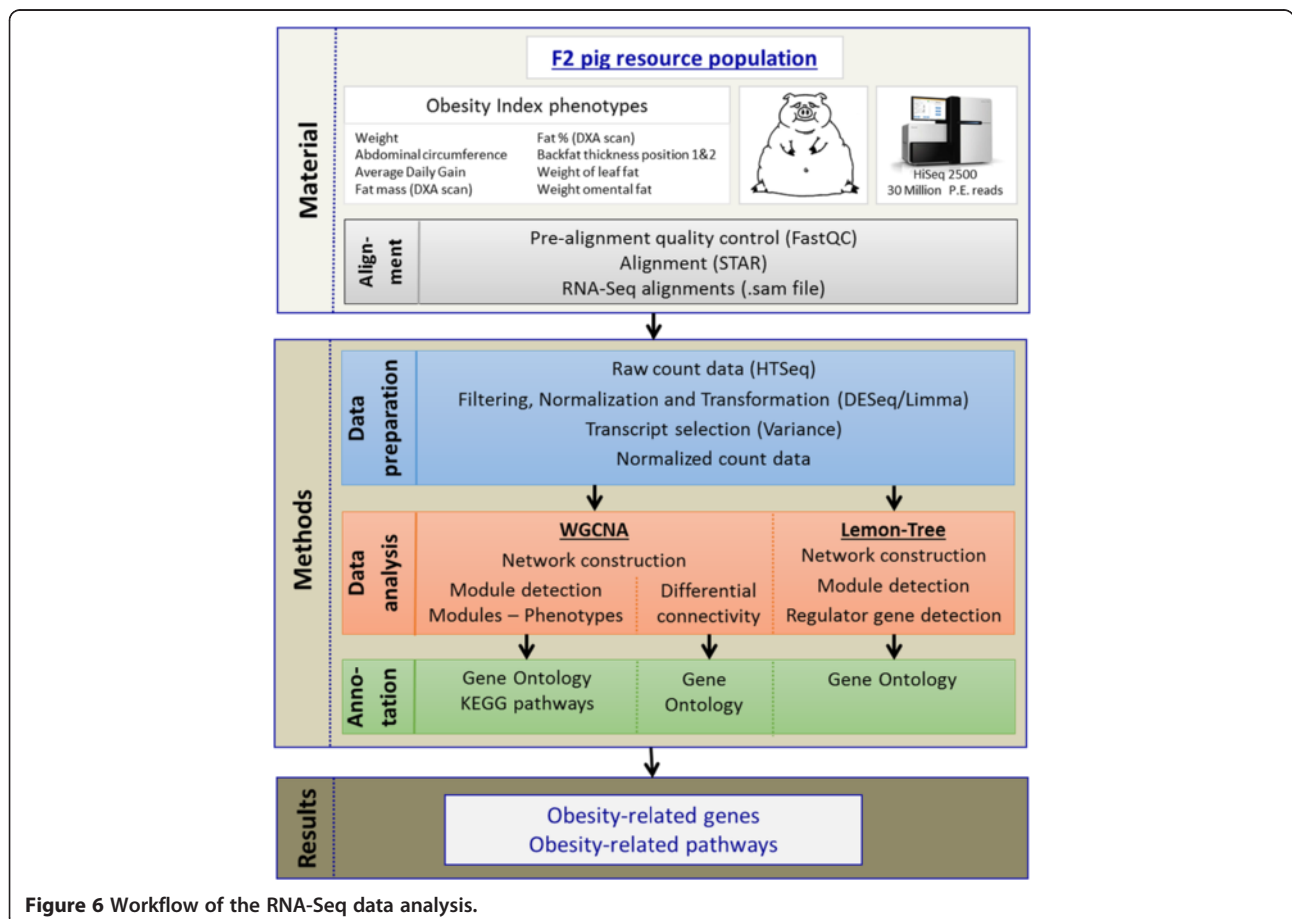 Material
F2 pig resource population
Obesity Index phenotypes
Weight
Abdominal circumference
Average Daily Gain
Fat mass (DXA scan)
Fat % (DXA scan)
Backfat thickness position 1&2
Weight of leaf fat
Weight omental fat
HiSeq 2500
30 Million P.E. reads
Align-
ment
Pre-alignment quality control (FastQC)
Alignment (STAR)
RNA-Seq alignments (.sam file)
Methods
Data
preparation
Raw count data (HTSeq)
Filtering, Normalization and Transformation (DESeq/Limma)
Transcript selection (Variance)
Normalized count data
Data
analysis
WGCNA
Network construction
Module detection
Modules – Phenotypes
Differential
connectivity
Lemon-Tree
Network construction
Module detection
Regulator gene detection
Anno-
tation
Gene Ontology
KEGG pathways
Gene
Ontology
Gene Ontology
Results
Obesity-related genes
Obesity-related pathways
Figure 6 Workflow of the RNA-Seq data analysis.